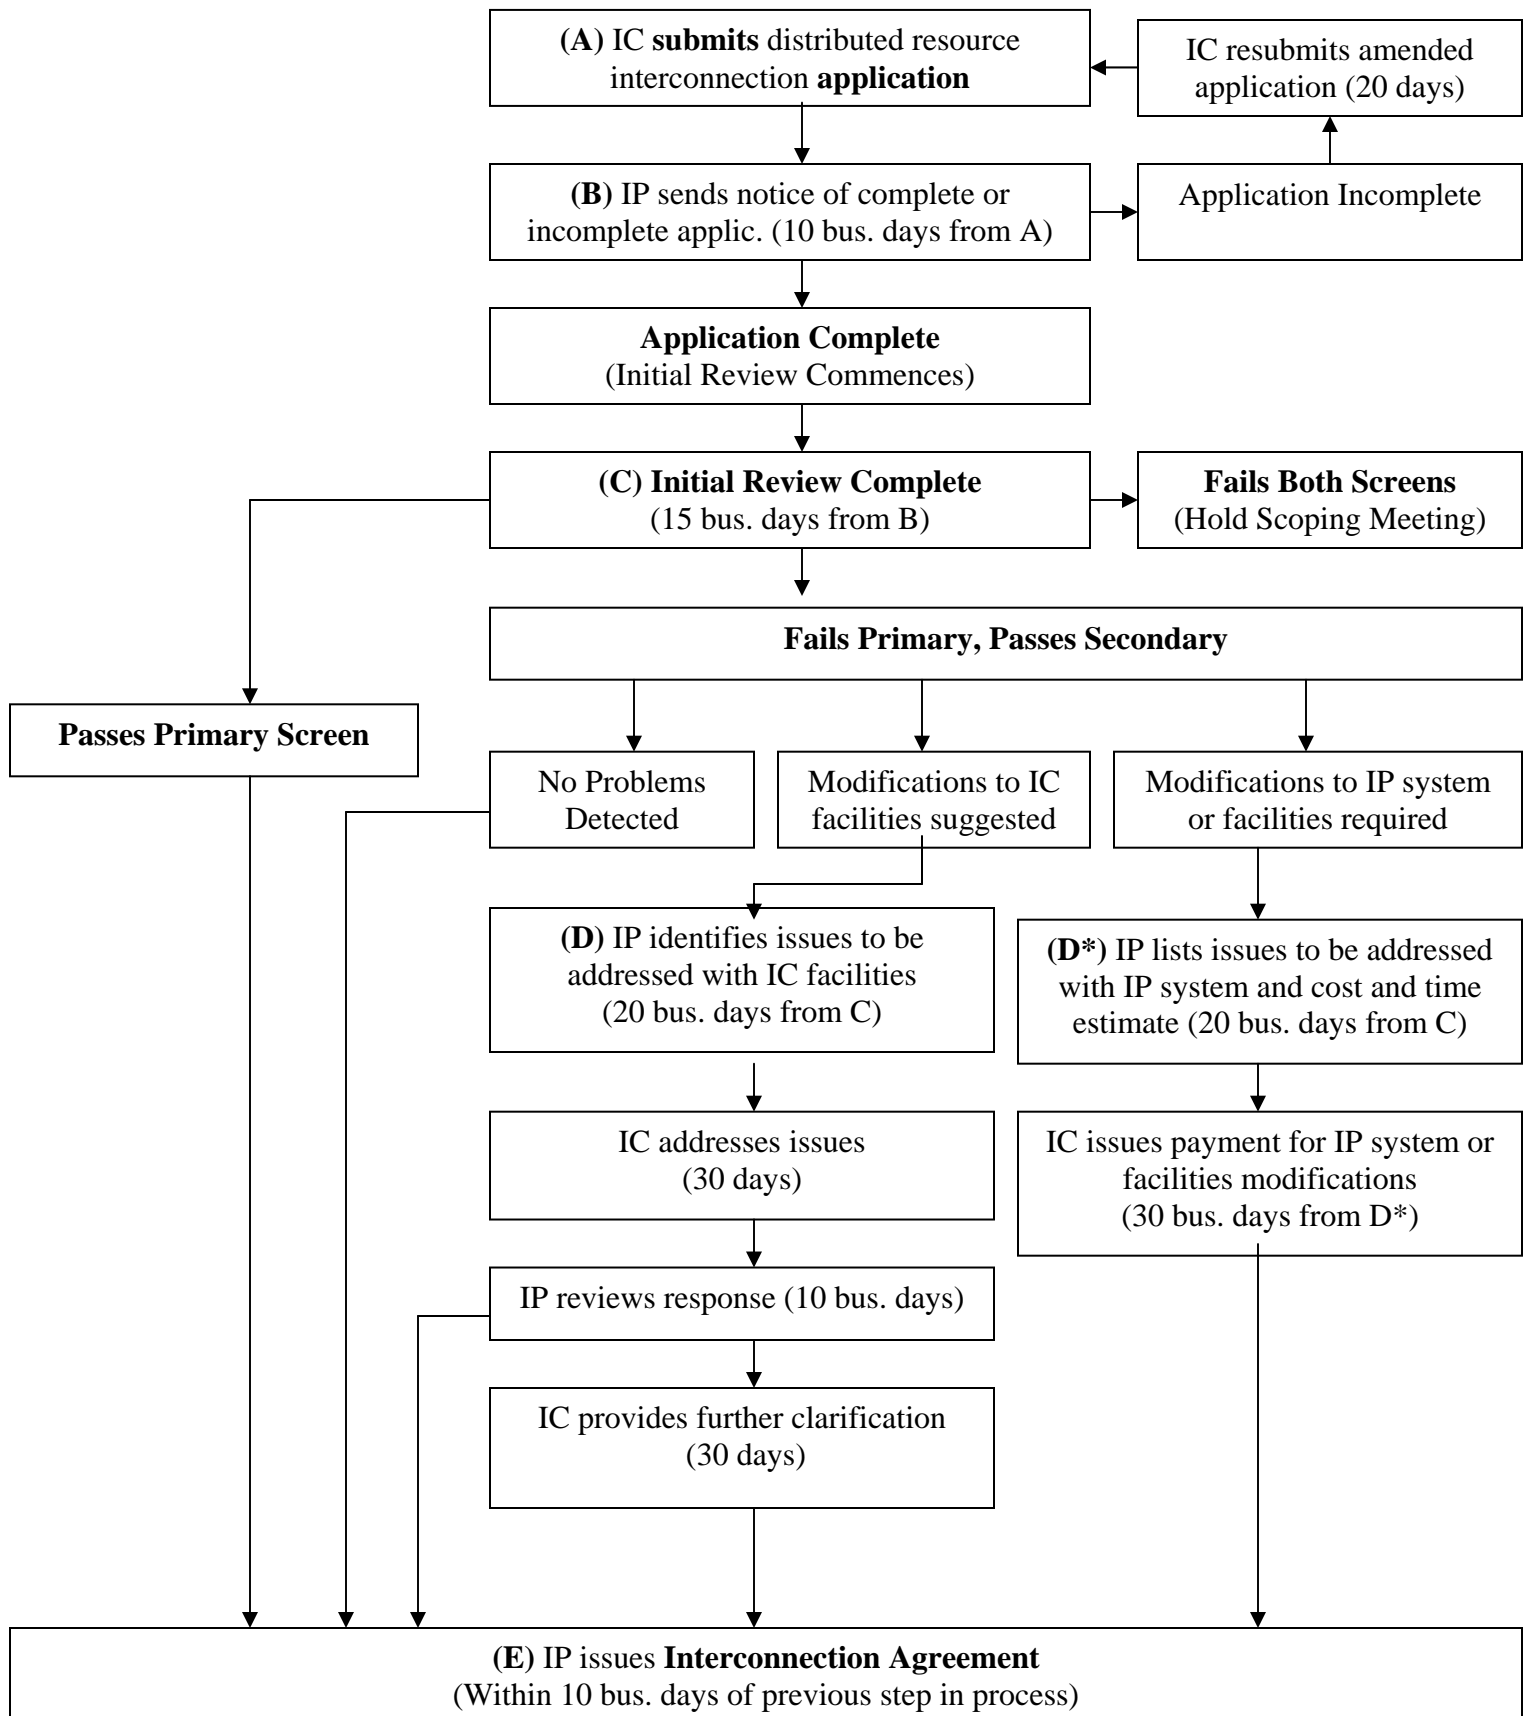 (A) IC submits distributed resource
interconnection application
IC resubmits amended
application (20 days)
(B) IP sends notice of complete or
incomplete applic. (10 bus. days from A)
Application Incomplete
Application Complete
(Initial Review Commences)
(C) Initial Review Complete
(15 bus. days from B)
Fails Both Screens
(Hold Scoping Meeting)
Fails Primary, Passes Secondary
Passes Primary Screen
No Problems
Detected
Modifications to IC
facilities suggested
Modifications to IP system
or facilities required
(D) IP identifies issues to be
addressed with IC facilities
(20 bus. days from C)
(D*) IP lists issues to be addressed
with IP system and cost and time
estimate (20 bus. days from C)
IC addresses issues
(30 days)
IC issues payment for IP system or
facilities modifications
(30 bus. days from D*)
IP reviews response (10 bus. days)
IC provides further clarification
(30 days)
(E) IP issues Interconnection Agreement
(Within 10 bus. days of previous step in process)